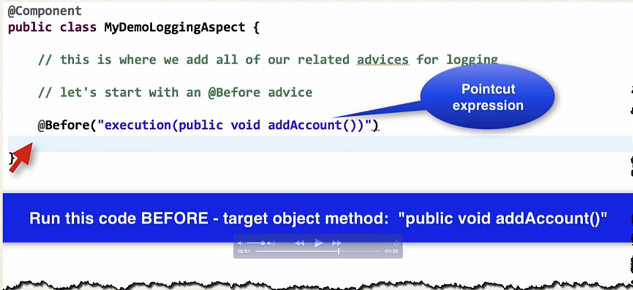 @Component
public class MyDemoLoggingAspect {
// this is where we add all of our related advices for logging
// let's start with an @Before advice
Pointcut
expression
@Before("execution(public void addAccount())")
}
Run this code BEFORE - target object method: "public void addAccount()"